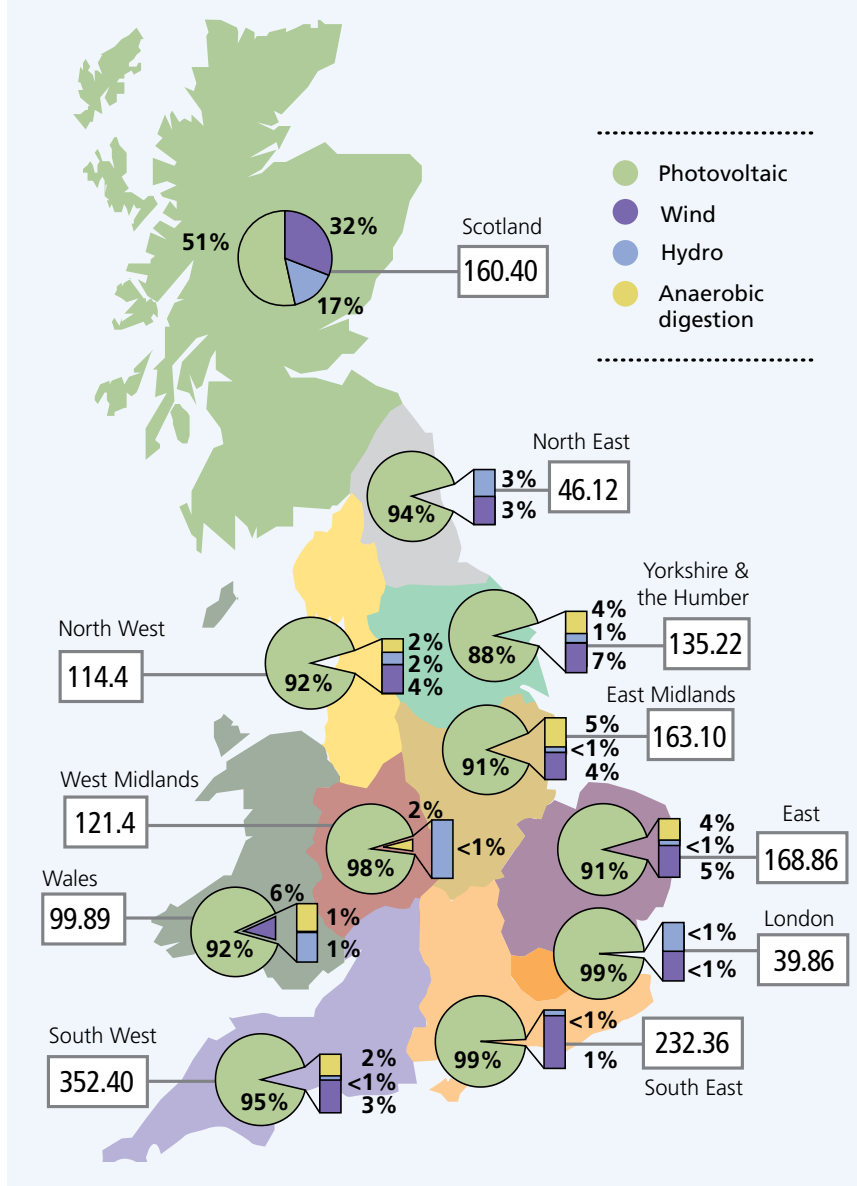 Photovoltaic
Wind
Hydro
Anaerobic
digestion
Scotland
160.40
51%
32%
17%
North East
46.12
94%
3%
3%
Yorkshire &
the Humber
135.22
88%
4%
1%
7%
North West
114.4
92%
2%
2%
4%
East Midlands
163.10
91%
5%
<1%
4%
West Midlands
121.4
98%
2%
<1%
East
168.86
91%
4%
<1%
5%
Wales
99.89
92%
6%
1%
1%
London
39.86
99%
<1%
<1%
South West
352.40
95%
2%
<1%
3%
232.36
South East
99%
<1%
1%